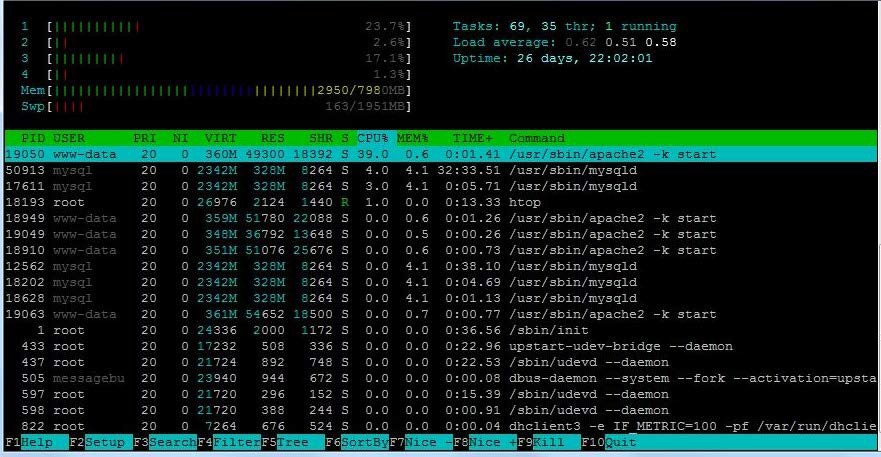 1 [||||||||||| 23.7%] Tasks: 69, 35 thr; 1 running
2 [|| 2.6%] Load average: 0.62 0.51 0.58
3 [||||||||| 17.1%] Uptime: 26 days, 22:02:01
4 [|| 1.3%]
Mem[|||||||||||||||||||||||||||||||||2950/7980MB]
Swp[|||| 163/1951MB]
PID USER PRI NI VIRT RES SHR S CPU% MEM% TIME+ Command
19050 www-data 20 0 360M 49300 18392 S 39.0 0.6 0:01.41 /usr/sbin/apache2 -k start
50913 mysql 20 0 2342M 328M 8264 S 4.0 4.1 32:33.51 /usr/sbin/mysqld
17611 mysql 20 0 2342M 328M 8264 S 3.0 4.1 0:05.71 /usr/sbin/mysqld
18193 root 20 0 26976 2124 1440 R 1.0 0.0 0:13.33 htop
18949 www-data 20 0 359M 51780 22088 S 0.0 0.6 0:01.26 /usr/sbin/apache2 -k start
19049 www-data 20 0 348M 36792 13648 S 0.0 0.5 0:00.26 /usr/sbin/apache2 -k start
18910 www-data 20 0 351M 51076 25676 S 0.0 0.6 0:00.73 /usr/sbin/apache2 -k start
12562 mysql 20 0 2342M 328M 8264 S 0.0 4.1 0:38.10 /usr/sbin/mysqld
18202 mysql 20 0 2342M 328M 8264 S 0.0 4.1 0:04.69 /usr/sbin/mysqld
18628 mysql 20 0 2342M 328M 8264 S 0.0 4.1 0:01.13 /usr/sbin/mysqld
19063 www-data 20 0 361M 54652 18500 S 0.0 0.7 0:00.77 /usr/sbin/apache2 -k start
1 root 20 0 24336 2000 1172 S 0.0 0.0 0:36.56 /sbin/init
433 root 20 0 17232 508 336 S 0.0 0.0 0:22.96 upstart-udev-bridge --daemon
437 root 20 0 21724 892 748 S 0.0 0.0 0:22.53 /sbin/udevd --daemon
505 messagebu 20 0 23940 944 672 S 0.0 0.0 0:00.08 dbus-daemon --system --fork --activation=upsta
597 root 20 0 21720 296 152 S 0.0 0.0 0:15.39 /sbin/udevd --daemon
598 root 20 0 21720 388 244 S 0.0 0.0 0:00.91 /sbin/udevd --daemon
822 root 20 0 7264 676 524 S 0.0 0.0 0:00.04 dhclient3 -e IF_METRIC=100 -pf /var/run/dhclie
F1Help F2Setup F3SearchF4FilterF5Tree F6SortByF7Nice -F8Nice +F9Kill F10Quit